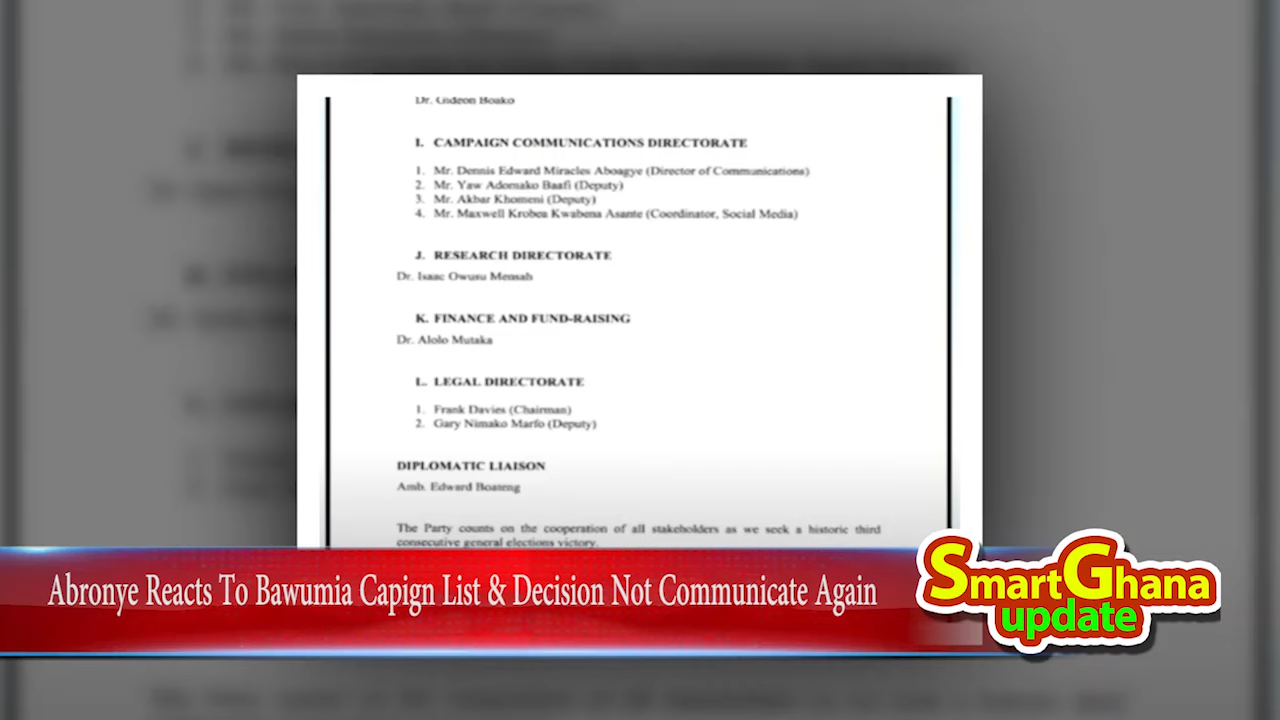 Dr. Gideon Boako
I. CAMPAIGN COMMUNICATIONS DIRECTORATE
1. Mr. Dennis Edward Miracles Aboagye (Director of Communications)
2. Mr. Yaw Adomako Baafi (Deputy)
3. Mr. Akbar Khomeni (Deputy)
4. Mr. Maxwell Krobea Kwabena Asante (Coordinator, Social Media)
J. RESEARCH DIRECTORATE
Dr. Isaac Owusu Mensah
K. FINANCE AND FUND-RAISING
Dr. Alolo Mutaka
L. LEGAL DIRECTORATE
1. Frank Davies (Chairman)
2. Gary Nimako Marfo (Deputy)
DIPLOMATIC LIAISON
Amb. Edward Boateng
The Party counts on the cooperation of all stakeholders as we seek a historic third
consecutive general elections victory.
Abronye Reacts To Bawumia Capign List & Decision Not Communicate Again
SmartGhana
update